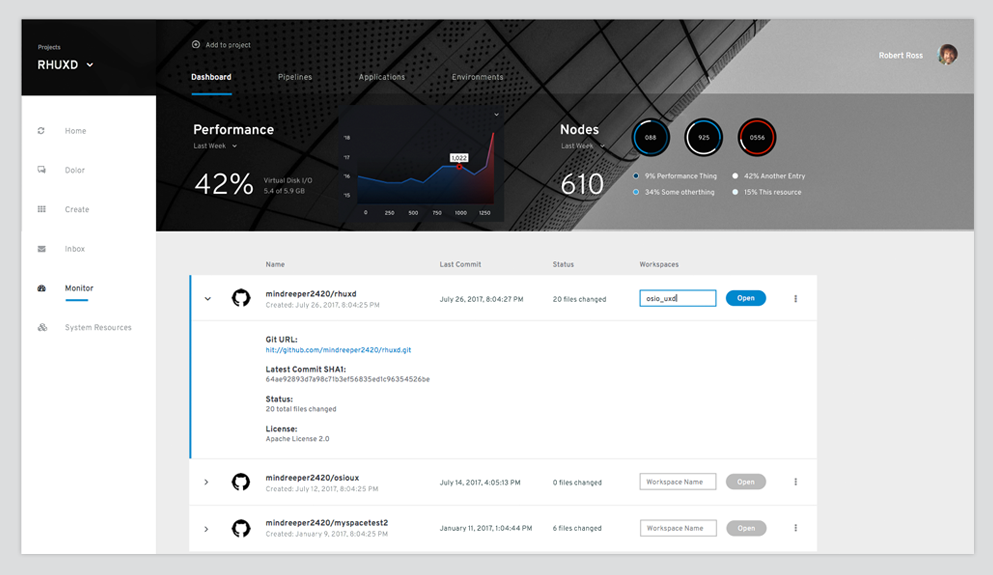 Projects
RHUXD
Add to project
Robert Ross
Dashboard
Pipelines
Applications
Environments
Home
Dolor
Create
Inbox
Monitor
System Resources
Performance
Last Week
42%
Virtual Disk I/O
5.4 of 5.9 GB
'18
'17
'16
'15
1,022
0 250 500 750 1000 1250
Nodes
Last Week
610
088
925
0556
9% Performance Thing
42% Another Entry
34% Some otherthing
15% This resource
Name Last Commit Status Workspaces
mindreeper2420/rhuxd
Created: July 26, 2017, 8:04:25 PM
July 26, 2017, 8:04:27 PM
20 files changed
osio_uxd
Open
Git URL:
hit://github.com/mindreeper2420/rhuxd.git
Latest Commit SHA1:
64ae92893d7a98c71b3ef56835ed1c96354526be
Status:
20 total files changed
License:
Apache License 2.0
mindreeper2420/osioux
Created: July 12, 2017, 8:04:25 PM
July 14, 2017, 4:05:13 PM
0 files changed
Workspace Name
Open
mindreeper2420/myspacetest2
Created: January 9, 2017, 8:04:25 PM
January 11, 2017, 1:04:44 PM
6 files changed
Workspace Name
Open